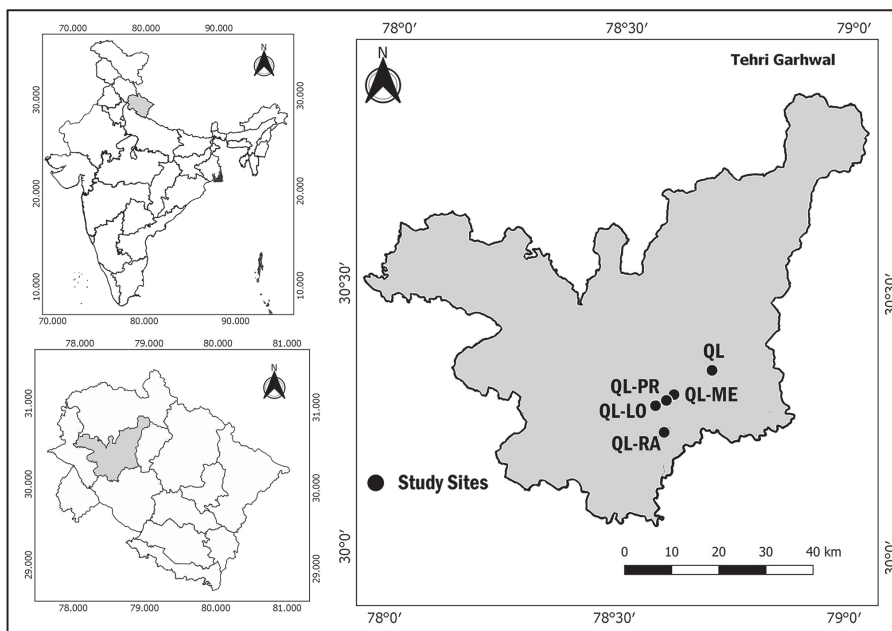 70.000 80.000 90.000
N
30.000 30.000
20.000 20.000
10.000 10.000
70.000 80.000 90.000
78.000 79.000 80.000 81.000
N
31.000 31.000
30.000 30.000
29.000 29.000
78.000 79.000 80.000 81.000
78°0' 78°30' 79°0'
N
Tehri Garhwal
30°30' 30°30'
QL
QL-PR
QL-ME
QL-LO
QL-RA
Study Sites
30°0' 30°0'
0 10 20 30 40 km
78°0' 78°30' 79°0'